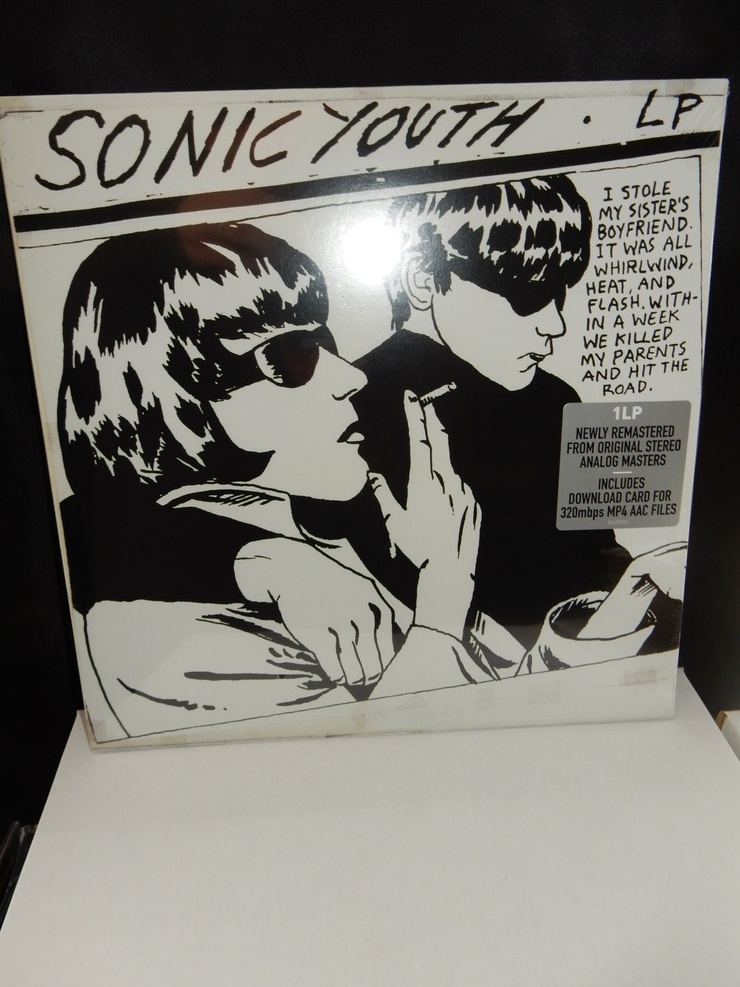 SONIC YOUTH . LP
I STOLE
MY SISTER'S
BOYFRIEND.
IT WAS ALL
WHIRLWIND,
HEAT, AND
FLASH. WITH-
IN A WEEK
WE KILLED
MY PARENTS
AND HIT THE
ROAD.
1LP
NEWLY REMASTERED
FROM ORIGINAL STEREO
ANALOG MASTERS
INCLUDES
DOWNLOAD CARD FOR
320mbps MP4 AAC FILES